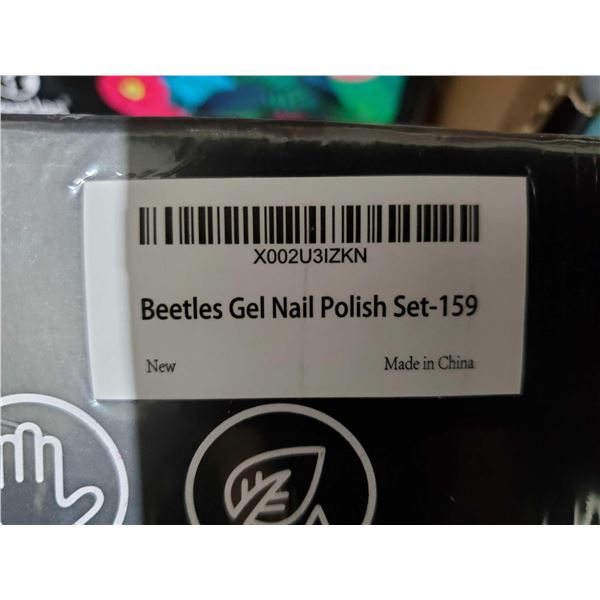 X002U3IZKN
Beetles Gel Nail Polish Set-159
New
Made in China